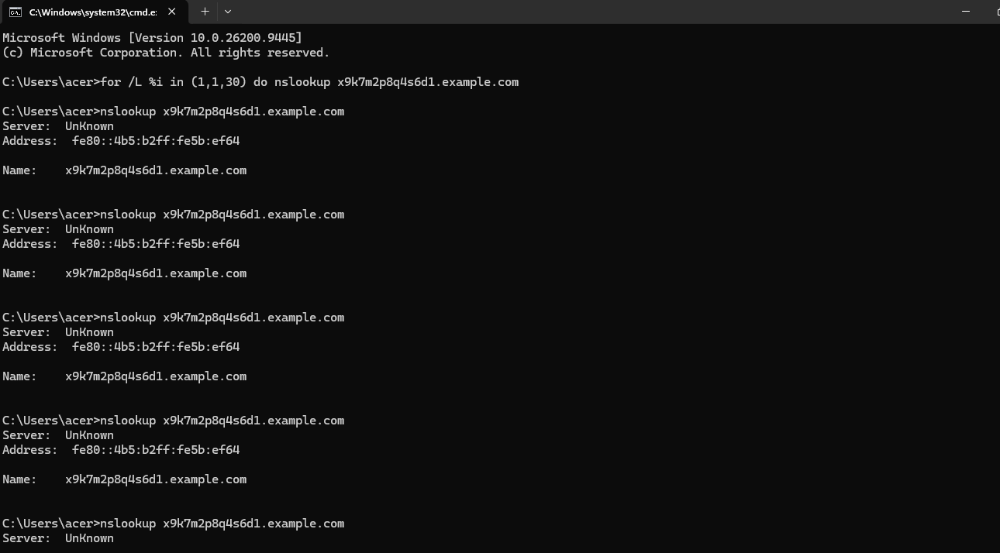 C:\Windows\system32\cmd.e:
Microsoft Windows [Version 10.0.26200.9445]
(c) Microsoft Corporation. All rights reserved.
C:\Users\acer>for /L %i in (1,1,30) do nslookup x9k7m2p8q4s6d1.example.com
C:\Users\acer>nslookup x9k7m2p8q4s6d1.example.com
Server:  UnKnown
Address:  fe80::4b5:b2ff:fe5b:ef64
Name:    x9k7m2p8q4s6d1.example.com
C:\Users\acer>nslookup x9k7m2p8q4s6d1.example.com
Server:  UnKnown
Address:  fe80::4b5:b2ff:fe5b:ef64
Name:    x9k7m2p8q4s6d1.example.com
C:\Users\acer>nslookup x9k7m2p8q4s6d1.example.com
Server:  UnKnown
Address:  fe80::4b5:b2ff:fe5b:ef64
Name:    x9k7m2p8q4s6d1.example.com
C:\Users\acer>nslookup x9k7m2p8q4s6d1.example.com
Server:  UnKnown
Address:  fe80::4b5:b2ff:fe5b:ef64
Name:    x9k7m2p8q4s6d1.example.com
C:\Users\acer>nslookup x9k7m2p8q4s6d1.example.com
Server:  UnKnown